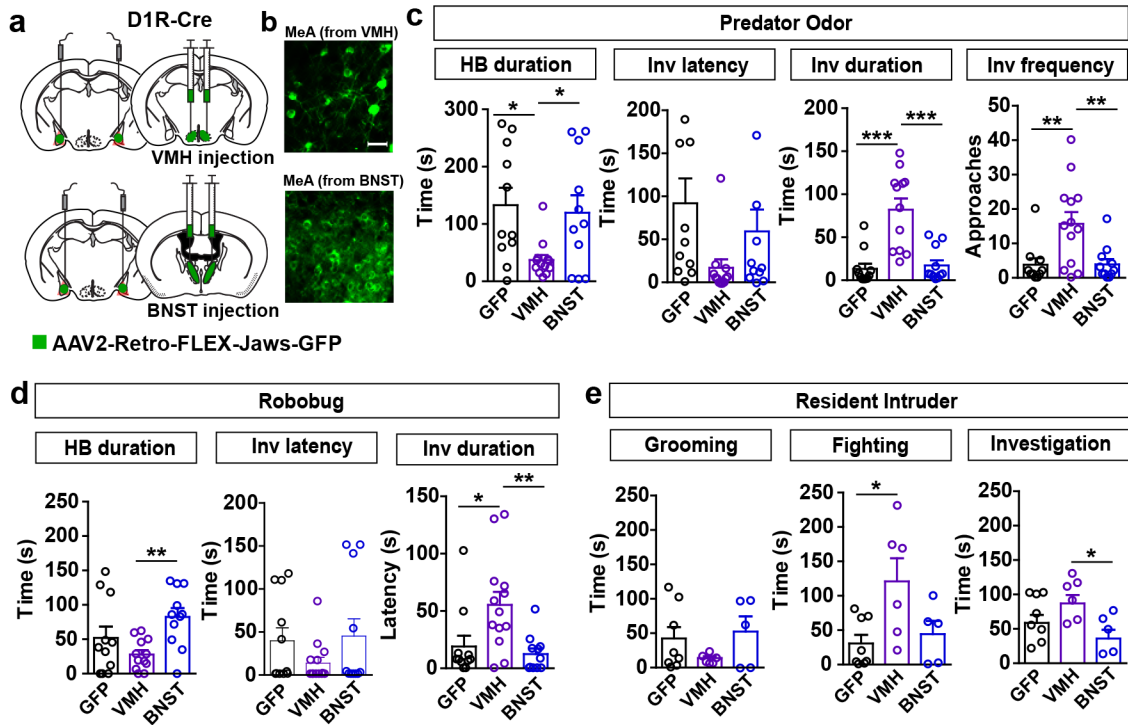 a
D1R-Cre
VMH injection
BNST injection
AAV2-Retro-FLEX-Jaws-GFP
b
MeA (from VMH)
MeA (from BNST)
c
Predator Odor
HB duration
Time (s)
300
200
100
0
* *
GFP VMH BNST
Inv latency
Time (s)
200
150
100
50
0
GFP VMH BNST
Inv duration
Time (s)
200
150
100
50
0
*** ***
GFP VMH BNST
Inv frequency
Approaches
50
40
30
20
10
0
** **
GFP VMH BNST
d
Robobug
HB duration
Time (s)
250
200
150
100
50
0
**
GFP VMH BNST
Inv latency
Time (s)
250
200
150
100
50
0
GFP VMH BNST
Inv duration
Latency (s)
150
100
50
0
* **
GFP VMH BNST
e
Resident Intruder
Grooming
Time (s)
250
200
150
100
50
0
GFP VMH BNST
Fighting
Time (s)
250
200
150
100
50
0
*
GFP VMH BNST
Investigation
Time (s)
250
200
150
100
50
0
*
GFP VMH BNST